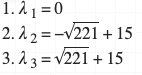 1. λ₁ = 0
2. λ₂ = −√221 + 15
3. λ₃ = √221 + 15